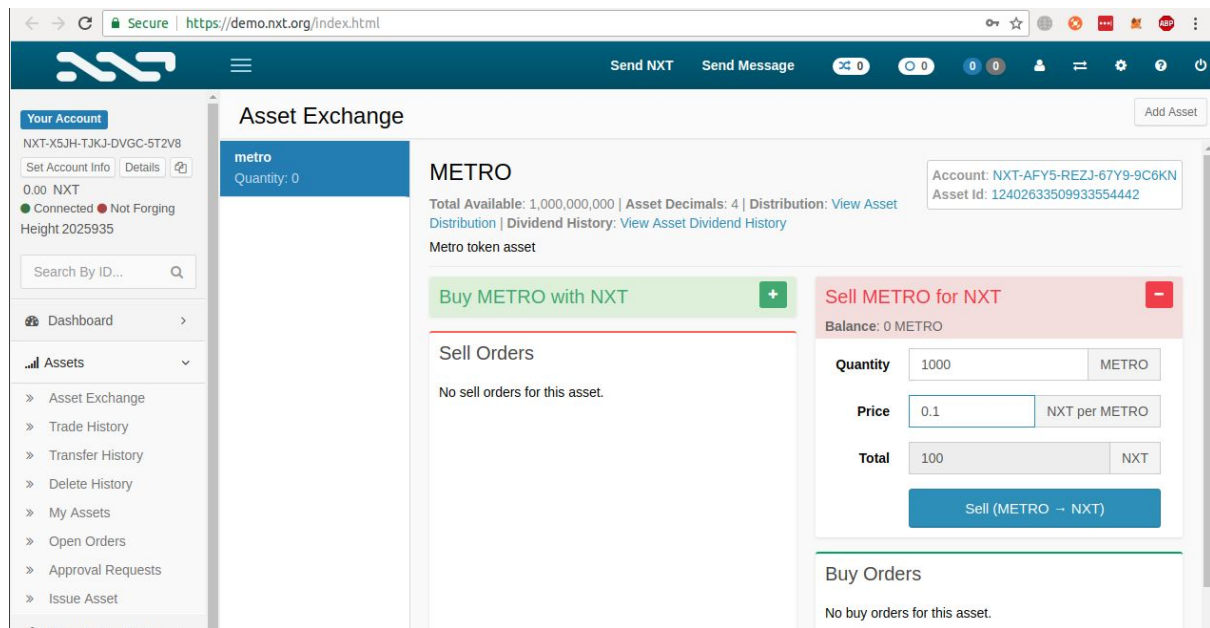 Secure https://demo.nxt.org/index.html
ABP
Send NXT Send Message 0 0 0 0
Your Account
NXT-X5JH-TJKJ-DVGC-5T2V8
Set Account Info Details
0.00 NXT
Connected Not Forging
Height 2025935
Search By ID...
Dashboard
Assets
Asset Exchange
Trade History
Transfer History
Delete History
My Assets
Open Orders
Approval Requests
Issue Asset
Asset Exchange
Add Asset
metro
Quantity: 0
METRO
Total Available: 1,000,000,000 | Asset Decimals: 4 | Distribution: View Asset
Distribution | Dividend History: View Asset Dividend History
Metro token asset
Account: NXT-AFY5-REZJ-67Y9-9C6KN
Asset Id: 12402633509933554442
Buy METRO with NXT
Sell Orders
No sell orders for this asset.
Sell METRO for NXT
Balance: 0 METRO
Quantity 1000 METRO
Price 0.1 NXT per METRO
Total 100 NXT
Sell (METRO → NXT)
Buy Orders
No buy orders for this asset.